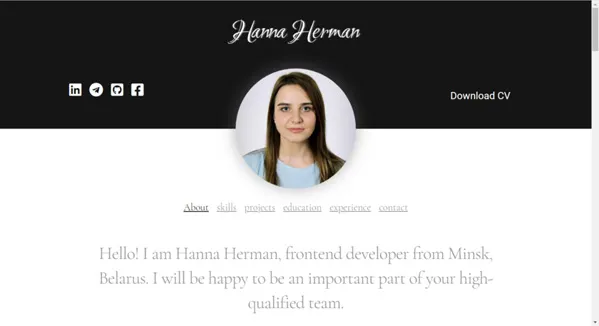 Hanna Herman
Download CV
About skills projects education experience contact
Hello! I am Hanna Herman, frontend developer from Minsk,
Belarus. I will be happy to be an important part of your high-
qualified team.